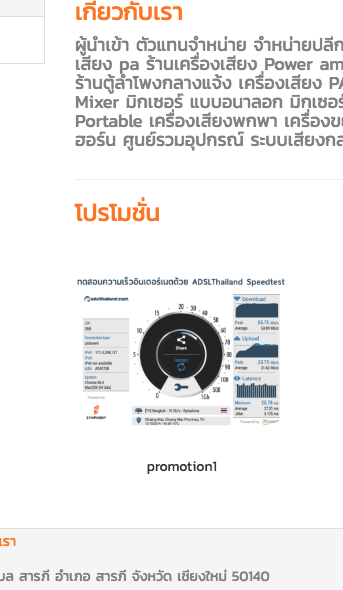 เกี่ยวกับเรา
ผู้นำเข้า ตัวแทนจำหน่าย จำหน่ายปลีก
เสียง pa ร้านเครื่องเสียง Power am
ร้านตู้ลำโพงกลางแจ้ง เครื่องเสียง PA
Mixer มิกเซอร์ แบบอนาลอก มิกเซอร์
Portable เครื่องเสียงพกพา เครื่องข
ฮอร์น ศูนย์รวมอุปกรณ์ ระบบเสียงกล
โปรโมชั่น
ทดสอบความเร็วอินเตอร์เนตด้วย ADSLThailand Speedtest
adslthailand.com
Download
Upload
Latency
Share
Restart
SYMPHONY
promotion1
เรา
บล สารภี อำเภอ สารภี จังหวัด เชียงใหม่ 50140